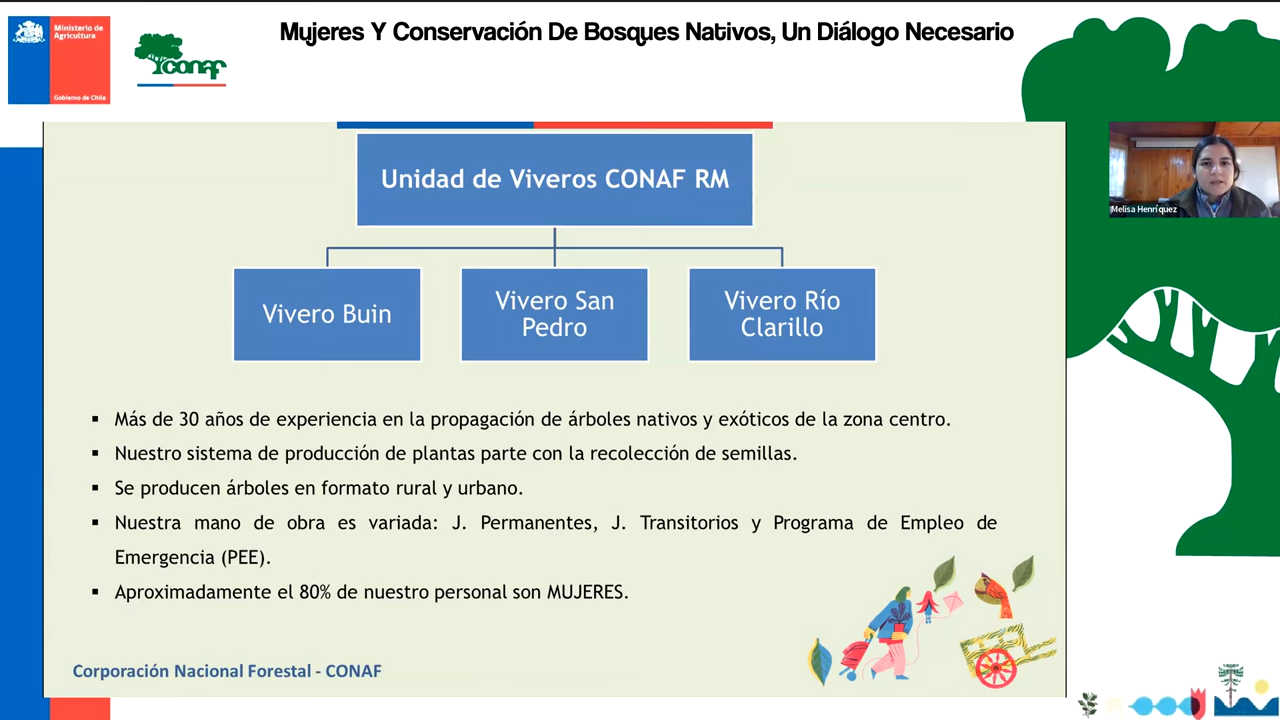 Mujeres Y Conservación De Bosques Nativos, Un Diálogo Necesario
Ministerio de
Agricultura
Gobierno de Chile
conaf
Unidad de Viveros CONAF RM
Vivero Buin
Vivero San
Pedro
Vivero Río
Clarillo
Melisa Henríquez
▪ Más de 30 años de experiencia en la propagación de árboles nativos y exóticos de la zona centro.
▪ Nuestro sistema de producción de plantas parte con la recolección de semillas.
▪ Se producen árboles en formato rural y urbano.
▪ Nuestra mano de obra es variada: J. Permanentes, J. Transitorios y Programa de Empleo de
Emergencia (PEE).
▪ Aproximadamente el 80% de nuestro personal son MUJERES.
Corporación Nacional Forestal - CONAF